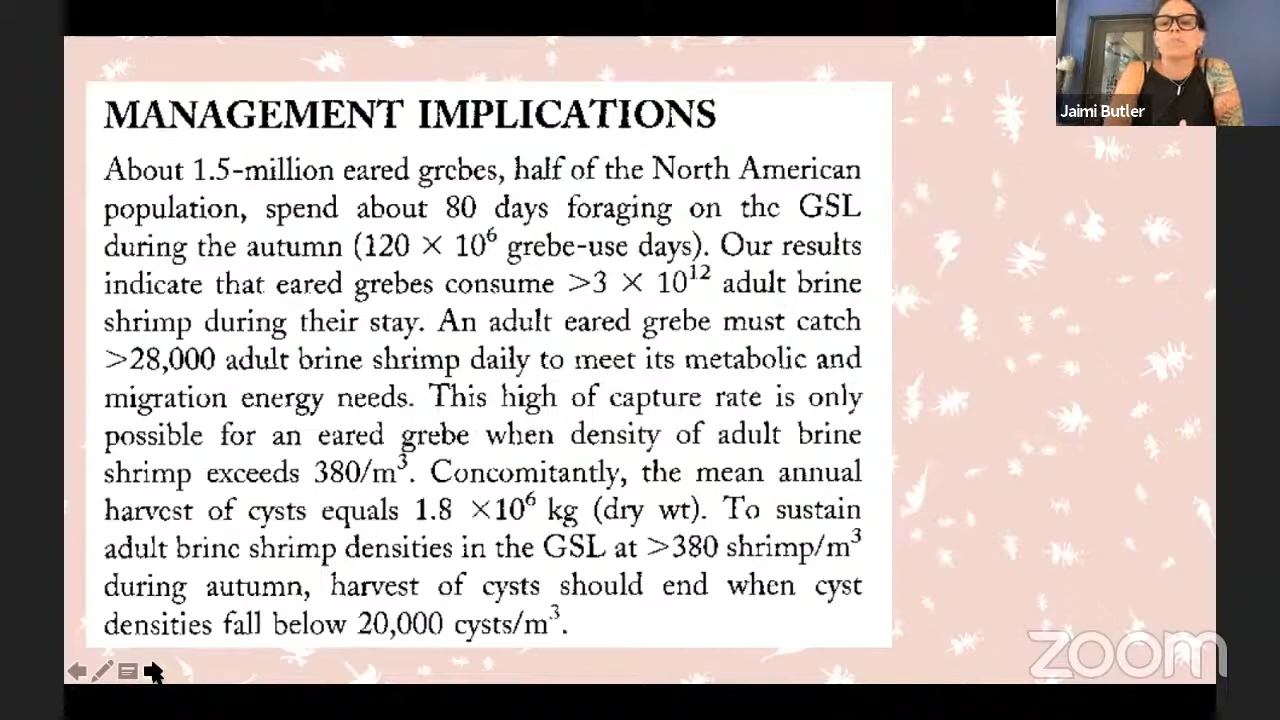 MANAGEMENT IMPLICATIONS
About 1.5-million eared grebes, half of the North American
population, spend about 80 days foraging on the GSL
during the autumn (120 × 10⁶ grebe-use days). Our results
indicate that eared grebes consume >3 × 10¹² adult brine
shrimp during their stay. An adult eared grebe must catch
>28,000 adult brine shrimp daily to meet its metabolic and
migration energy needs. This high of capture rate is only
possible for an eared grebe when density of adult brine
shrimp exceeds 380/m³. Concomitantly, the mean annual
harvest of cysts equals 1.8 ×10⁶ kg (dry wt). To sustain
adult brine shrimp densities in the GSL at >380 shrimp/m³
during autumn, harvest of cysts should end when cyst
densities fall below 20,000 cysts/m³.
Jaimi Butler
zoom